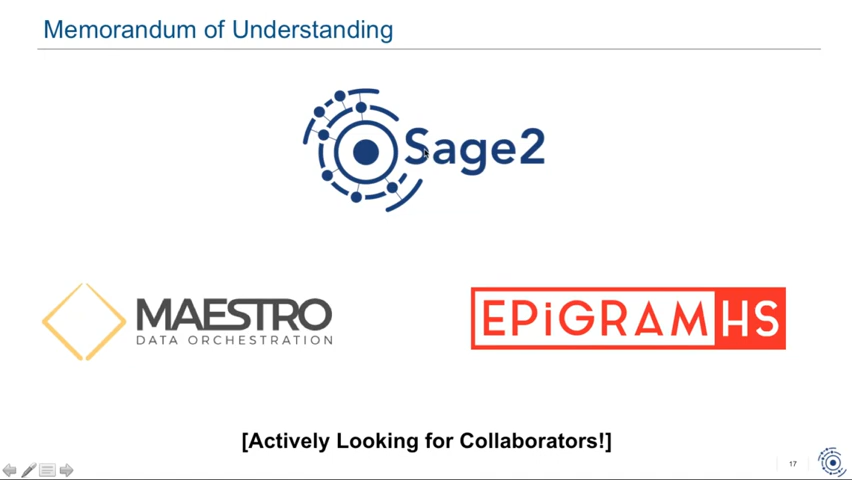 Memorandum of Understanding
Sage2
MAESTRO
DATA ORCHESTRATION
EPiGRAM HS
[Actively Looking for Collaborators!]
17